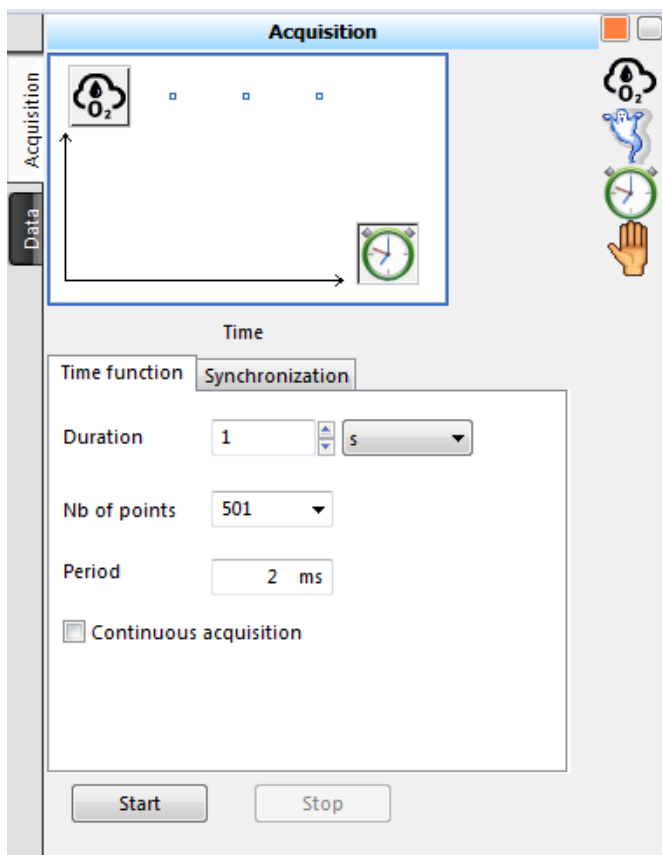 Acquisition
Acquisition
Data
O₂
O₂
Time
Time function
Synchronization
Duration
1
s
Nb of points
501
Period
2 ms
Continuous acquisition
Start
Stop